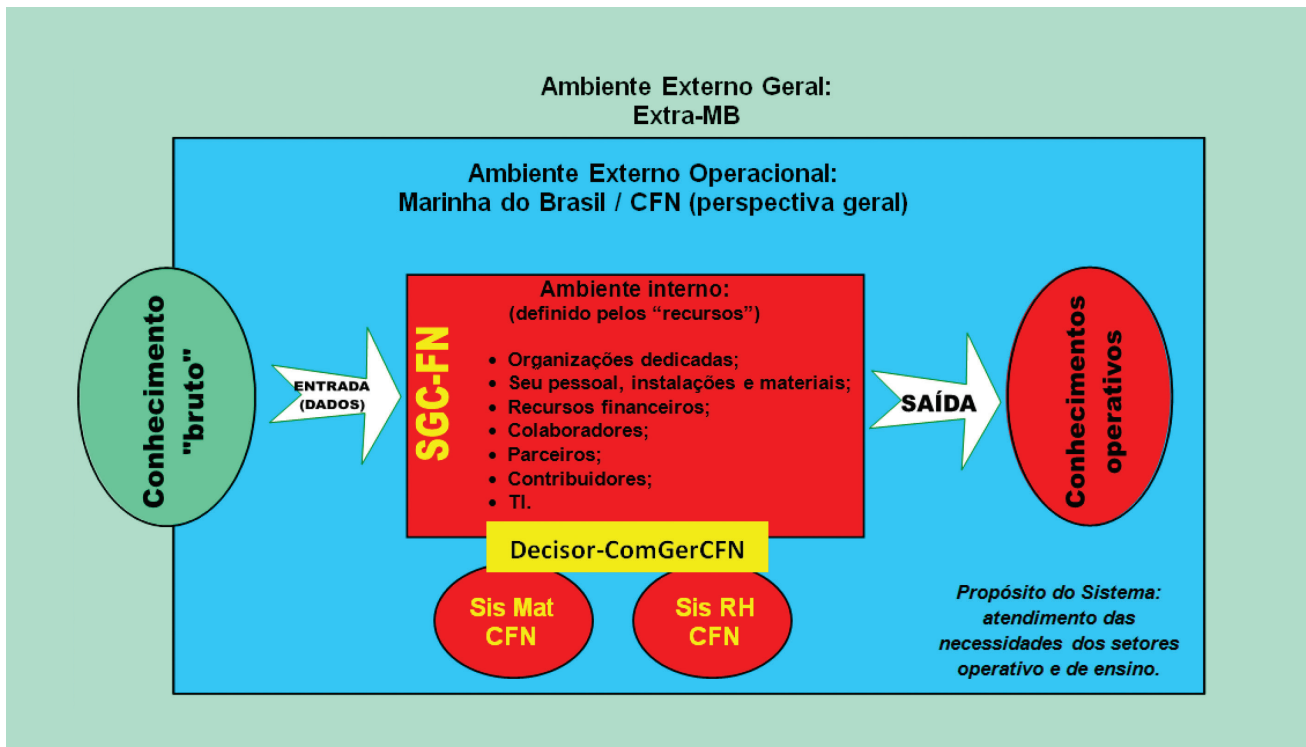 Ambiente Externo Geral:
Extra-MB
Ambiente Externo Operacional:
Marinha do Brasil / CFN (perspectiva geral)
Conhecimento
"bruto"
ENTRADA
(DADOS)
SGC-FN
Ambiente interno:
(definido pelos “recursos”)
• Organizações dedicadas;
• Seu pessoal, instalações e materiais;
• Recursos financeiros;
• Colaboradores;
• Parceiros;
• Contribuidores;
• TI.
SAÍDA
Conhecimentos
operativos
Decisor-ComGerCFN
Sis Mat
CFN
Sis RH
CFN
Propósito do Sistema:
atendimento das
necessidades dos setores
operativo e de ensino.